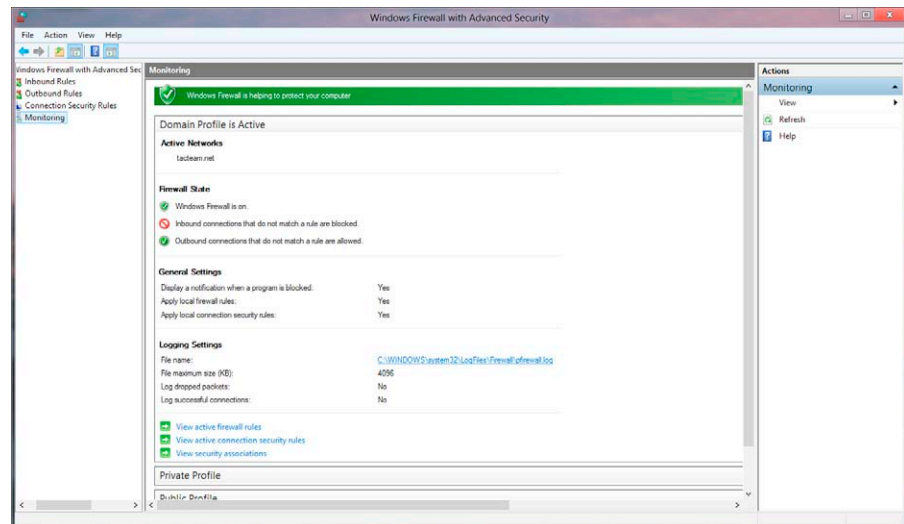 Windows Firewall with Advanced Security
File Action View Help
Windows Firewall with Advanced Sec
Inbound Rules
Outbound Rules
Connection Security Rules
Monitoring
Monitoring
Windows Firewall is helping to protect your computer
Domain Profile is Active
Active Networks
tacteam.net
Firewall State
Windows Firewall is on.
Inbound connections that do not match a rule are blocked.
Outbound connections that do not match a rule are allowed.
General Settings
Display a notification when a program is blocked: Yes
Apply local firewall rules: Yes
Apply local connection security rules: Yes
Logging Settings
File name: C:\WINDOWS\system32\LogFiles\Firewall\pfirewall.log
File maximum size (KB): 4096
Log dropped packets: No
Log successful connections: No
View active firewall rules
View active connection security rules
View security associations
Private Profile
Public Profile
Actions
Monitoring
View
Refresh
Help